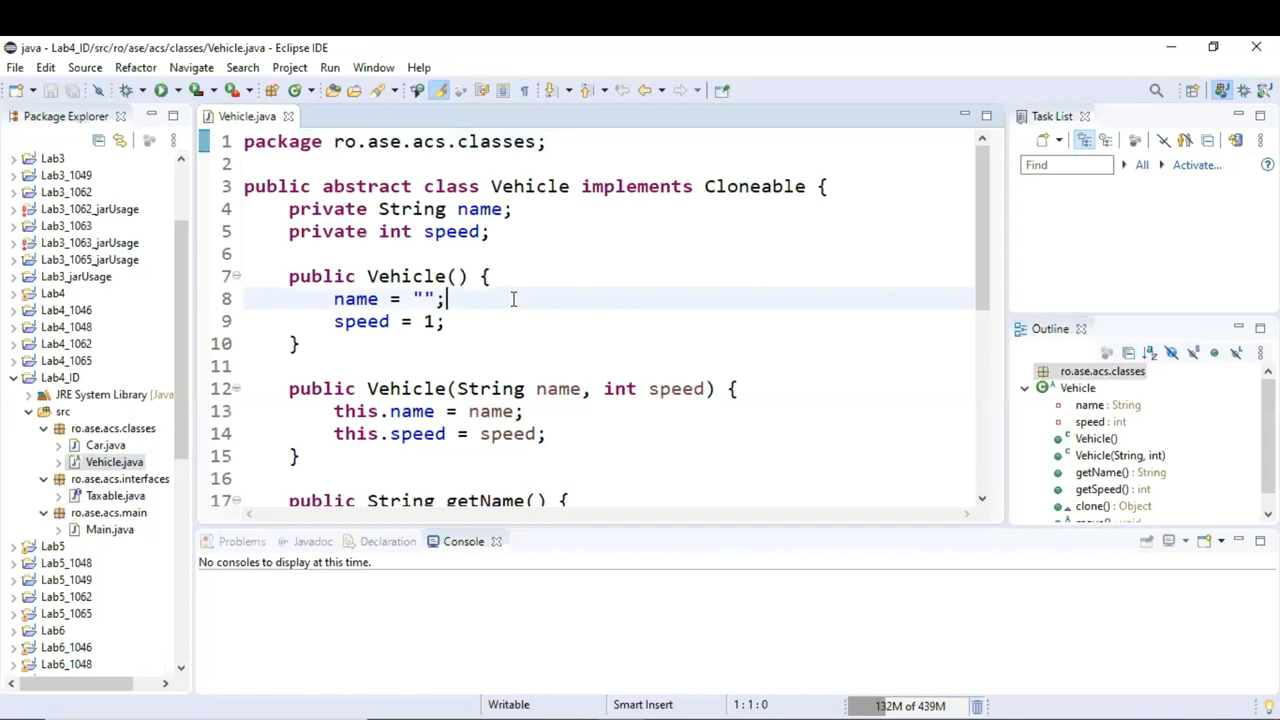 java - Lab4_ID/src/ro/ase/acs/classes/Vehicle.java - Eclipse IDE
File Edit Source Refactor Navigate Search Project Run Window Help
Package Explorer
Lab3
Lab3_1049
Lab3_1062
Lab3_1062_jarUsage
Lab3_1063
Lab3_1063_jarUsage
Lab3_1065_jarUsage
Lab3_jarUsage
Lab4
Lab4_1046
Lab4_1048
Lab4_1062
Lab4_1065
Lab4_ID
JRE System Library [Java
src
ro.ase.acs.classes
Car.java
Vehicle.java
ro.ase.acs.interfaces
Taxable.java
ro.ase.acs.main
Main.java
Lab5
Lab5_1048
Lab5_1049
Lab5_1062
Lab5_1065
Lab6
Lab6_1046
Lab6_1048
Vehicle.java
1 package ro.ase.acs.classes;
2
3 public abstract class Vehicle implements Cloneable {
4 private String name;
5 private int speed;
6
7 public Vehicle() {
8 name = "";
9 speed = 1;
10 }
11
12 public Vehicle(String name, int speed) {
13 this.name = name;
14 this.speed = speed;
15 }
16
17 public String getName() {
Task List
Find All Activate...
Outline
ro.ase.acs.classes
Vehicle
name : String
speed : int
Vehicle()
Vehicle(String, int)
getName() : String
getSpeed() : int
clone() : Object
move() : void
Problems Javadoc Declaration Console
No consoles to display at this time.
Writable Smart Insert 1 : 1 : 0 132M of 439M